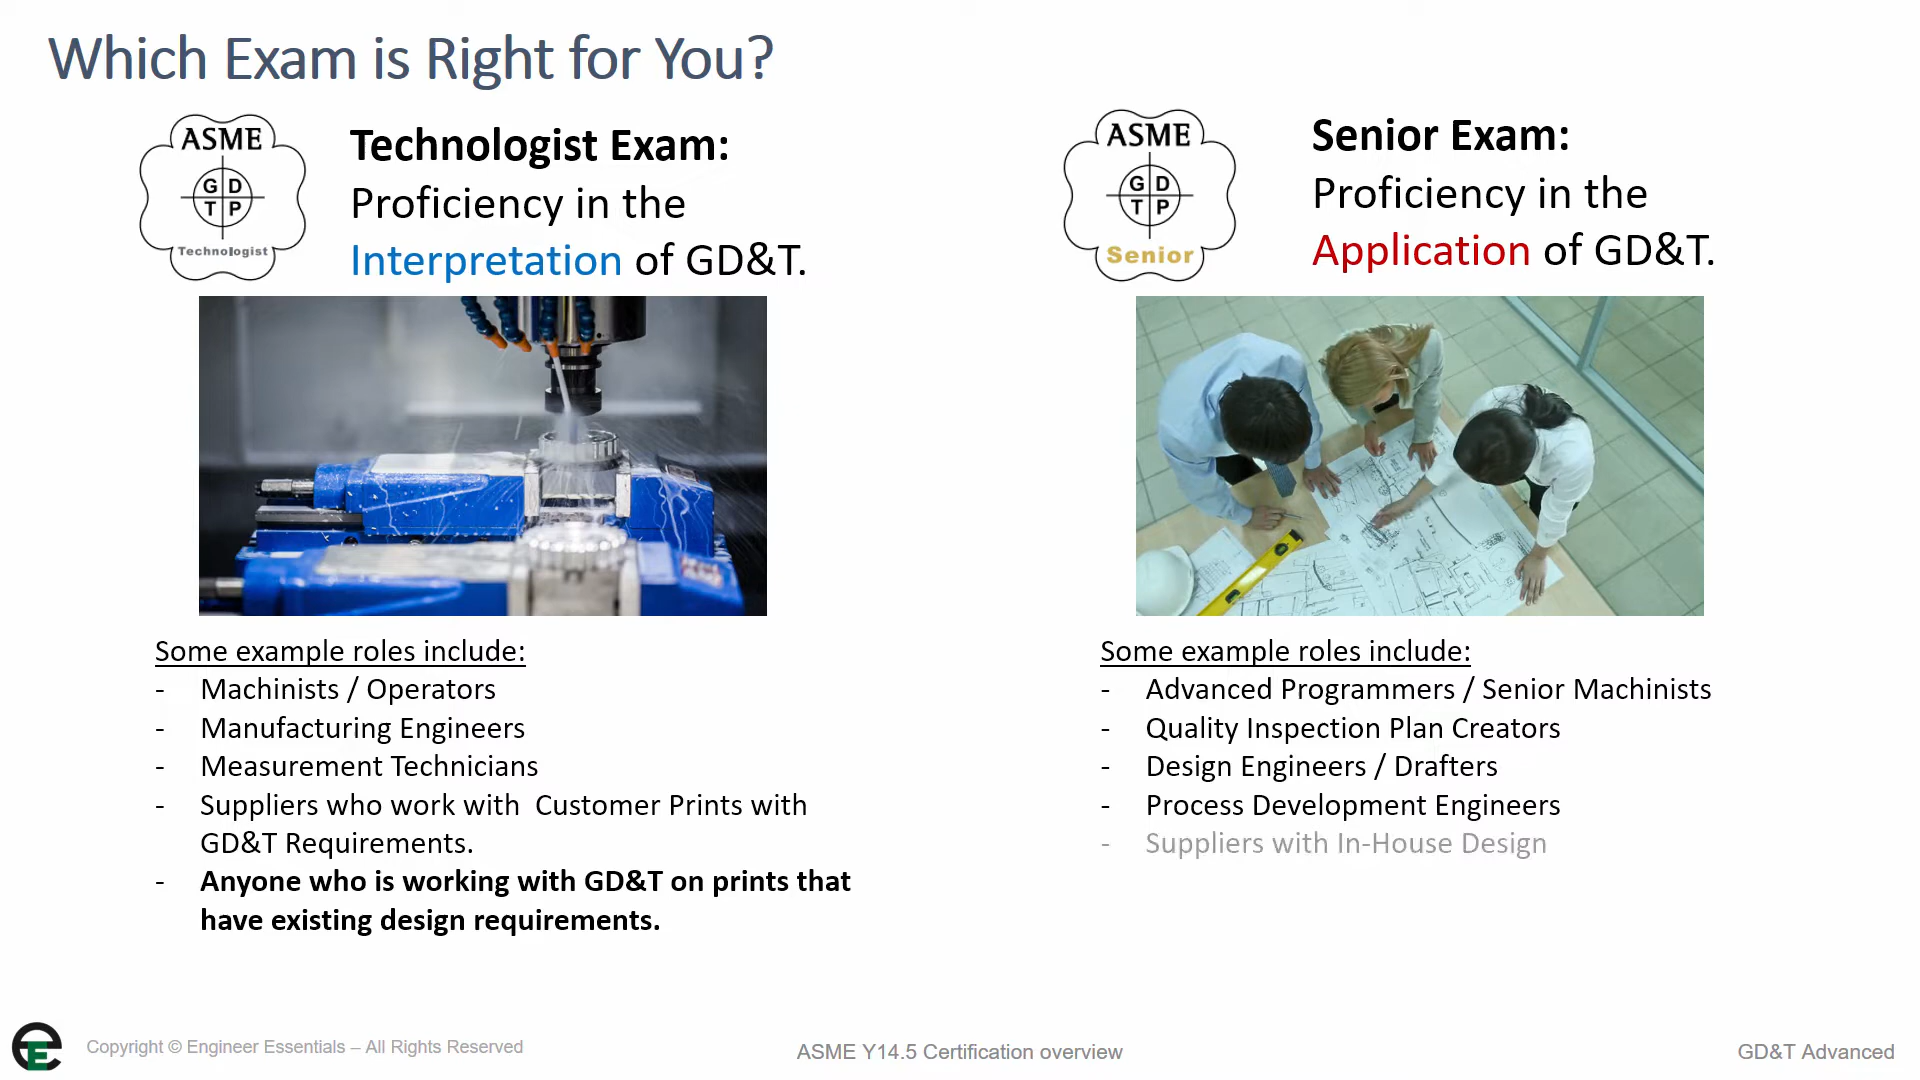 Which Exam is Right for You?
ASME
G D
T P
Technologist
Technologist Exam:
Proficiency in the
Interpretation of GD&T.
Some example roles include:
- Machinists / Operators
- Manufacturing Engineers
- Measurement Technicians
- Suppliers who work with  Customer Prints with
GD&T Requirements.
- Anyone who is working with GD&T on prints that
have existing design requirements.
ASME
G D
T P
Senior
Senior Exam:
Proficiency in the
Application of GD&T.
Some example roles include:
- Advanced Programmers / Senior Machinists
- Quality Inspection Plan Creators
- Design Engineers / Drafters
- Process Development Engineers
- Suppliers with In-House Design
Copyright © Engineer Essentials – All Rights Reserved
ASME Y14.5 Certification overview
GD&T Advanced